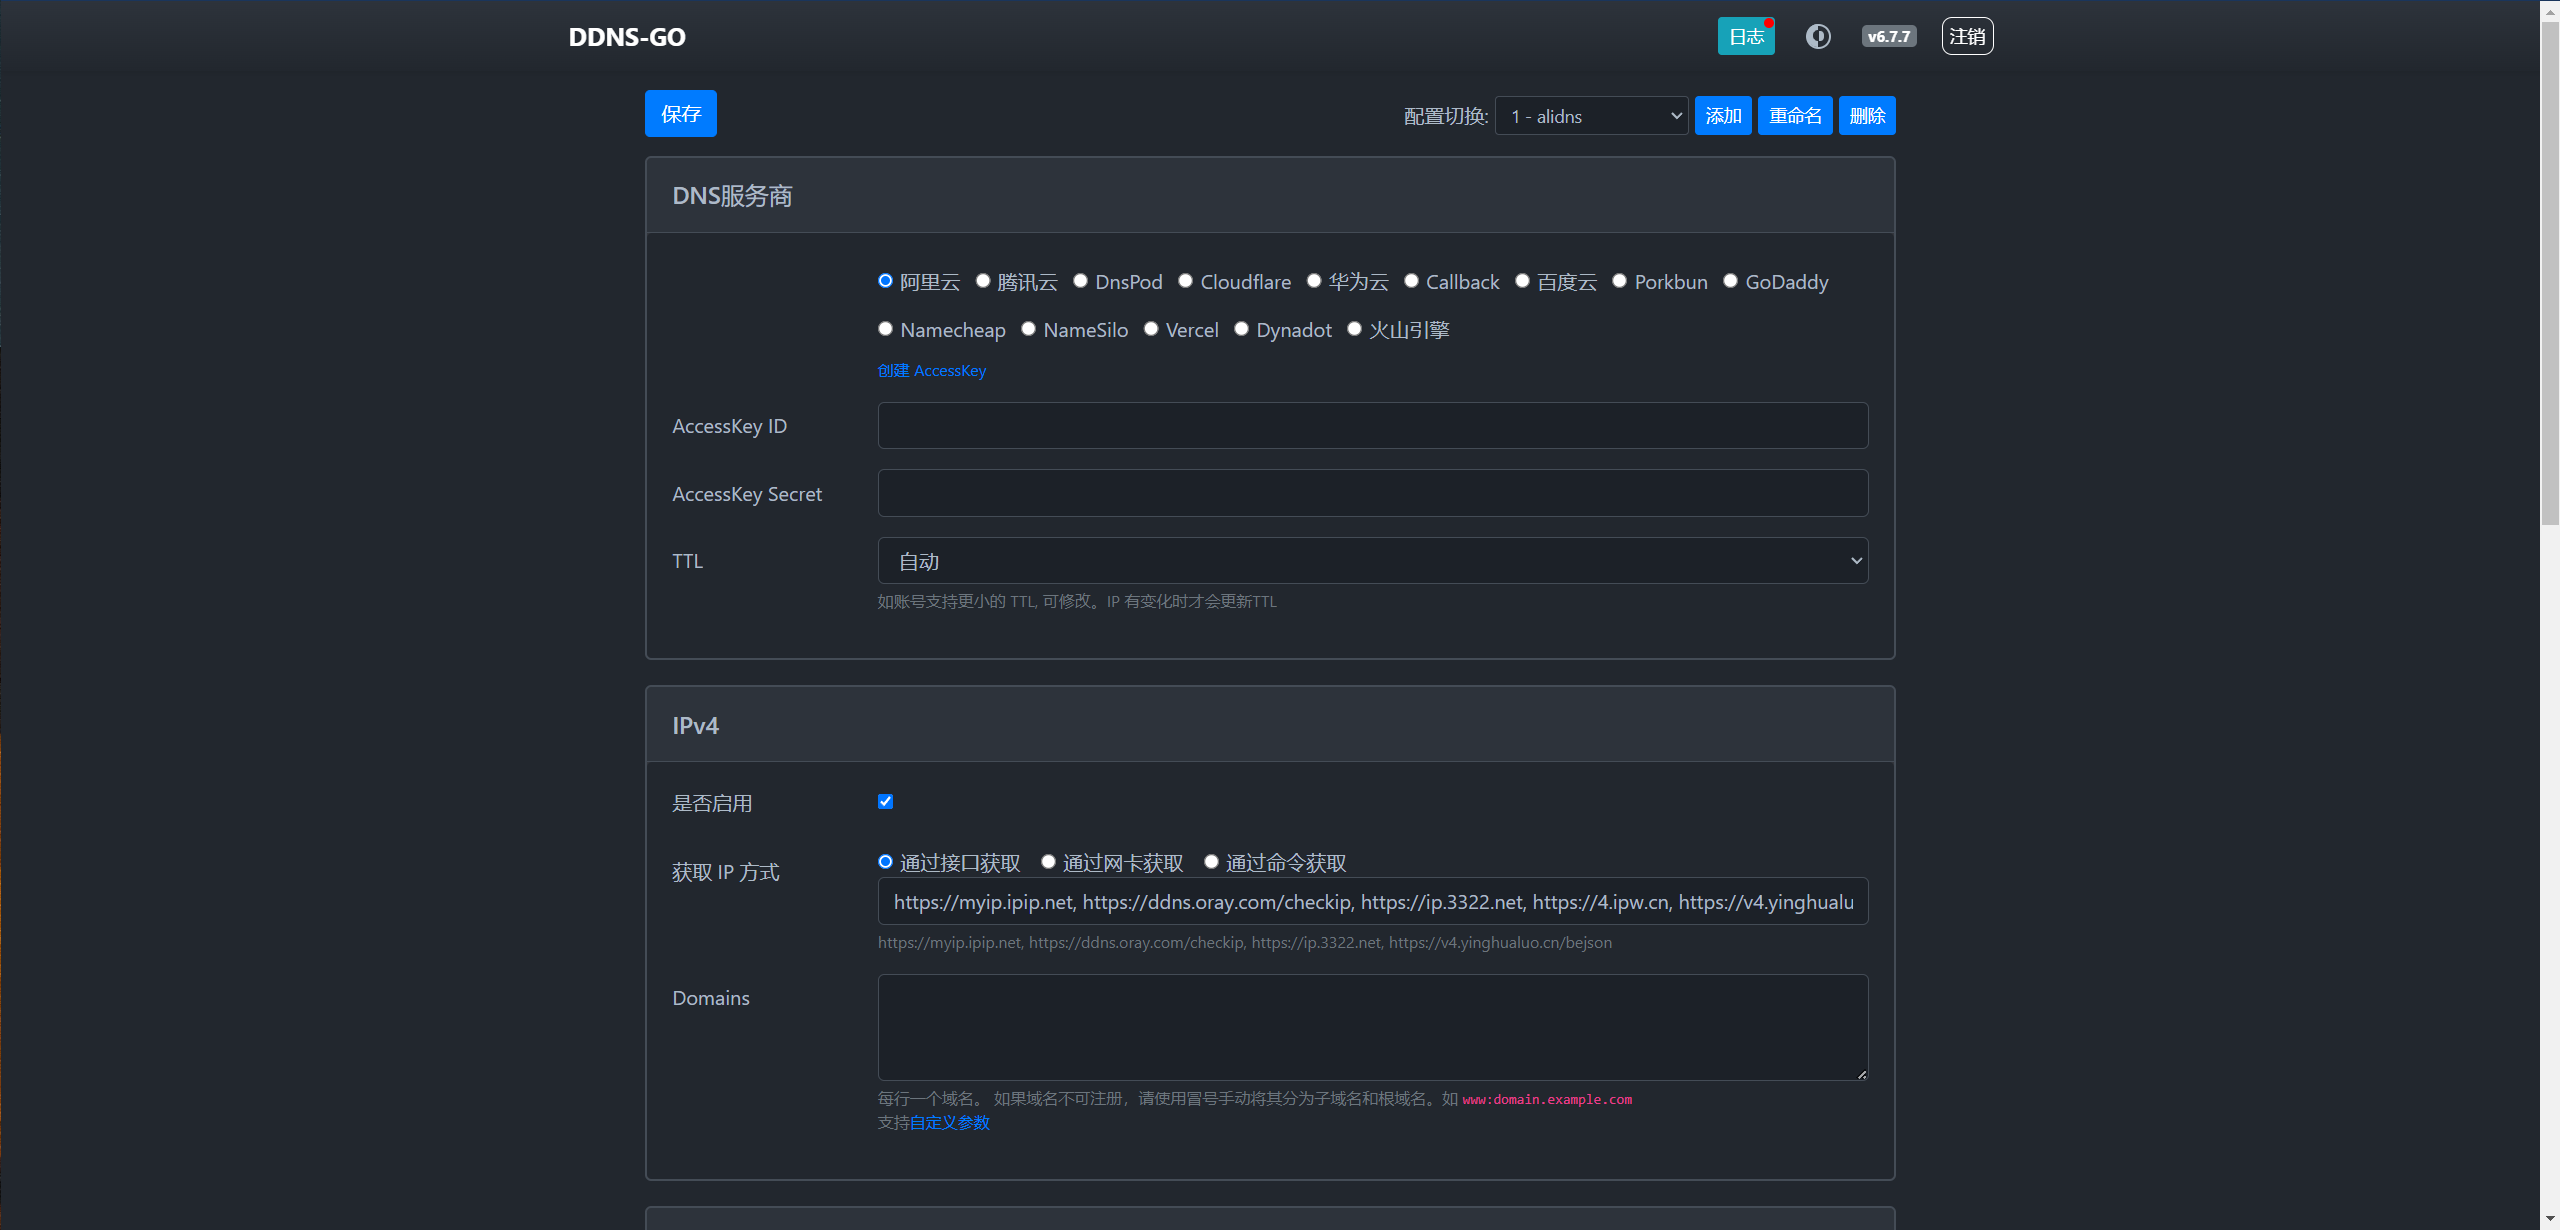 DDNS-GO
日志
v6.7.7
注销
保存
配置切换: 1 - alidns 添加 重命名 删除
DNS服务商
阿里云 腾讯云 DnsPod Cloudflare 华为云 Callback 百度云 Porkbun GoDaddy
Namecheap NameSilo Vercel Dynadot 火山引擎
创建 AccessKey
AccessKey ID
AccessKey Secret
TTL
自动
如账号支持更小的 TTL, 可修改。IP 有变化时才会更新TTL
IPv4
是否启用
获取 IP 方式
通过接口获取 通过网卡获取 通过命令获取
https://myip.ipip.net, https://ddns.oray.com/checkip, https://ip.3322.net, https://4.ipw.cn, https://v4.yinghualu
https://myip.ipip.net, https://ddns.oray.com/checkip, https://ip.3322.net, https://v4.yinghualuo.cn/bejson
Domains
每行一个域名。 如果域名不可注册，请使用冒号手动将其分为子域名和根域名。如 www:domain.example.com
支持自定义参数